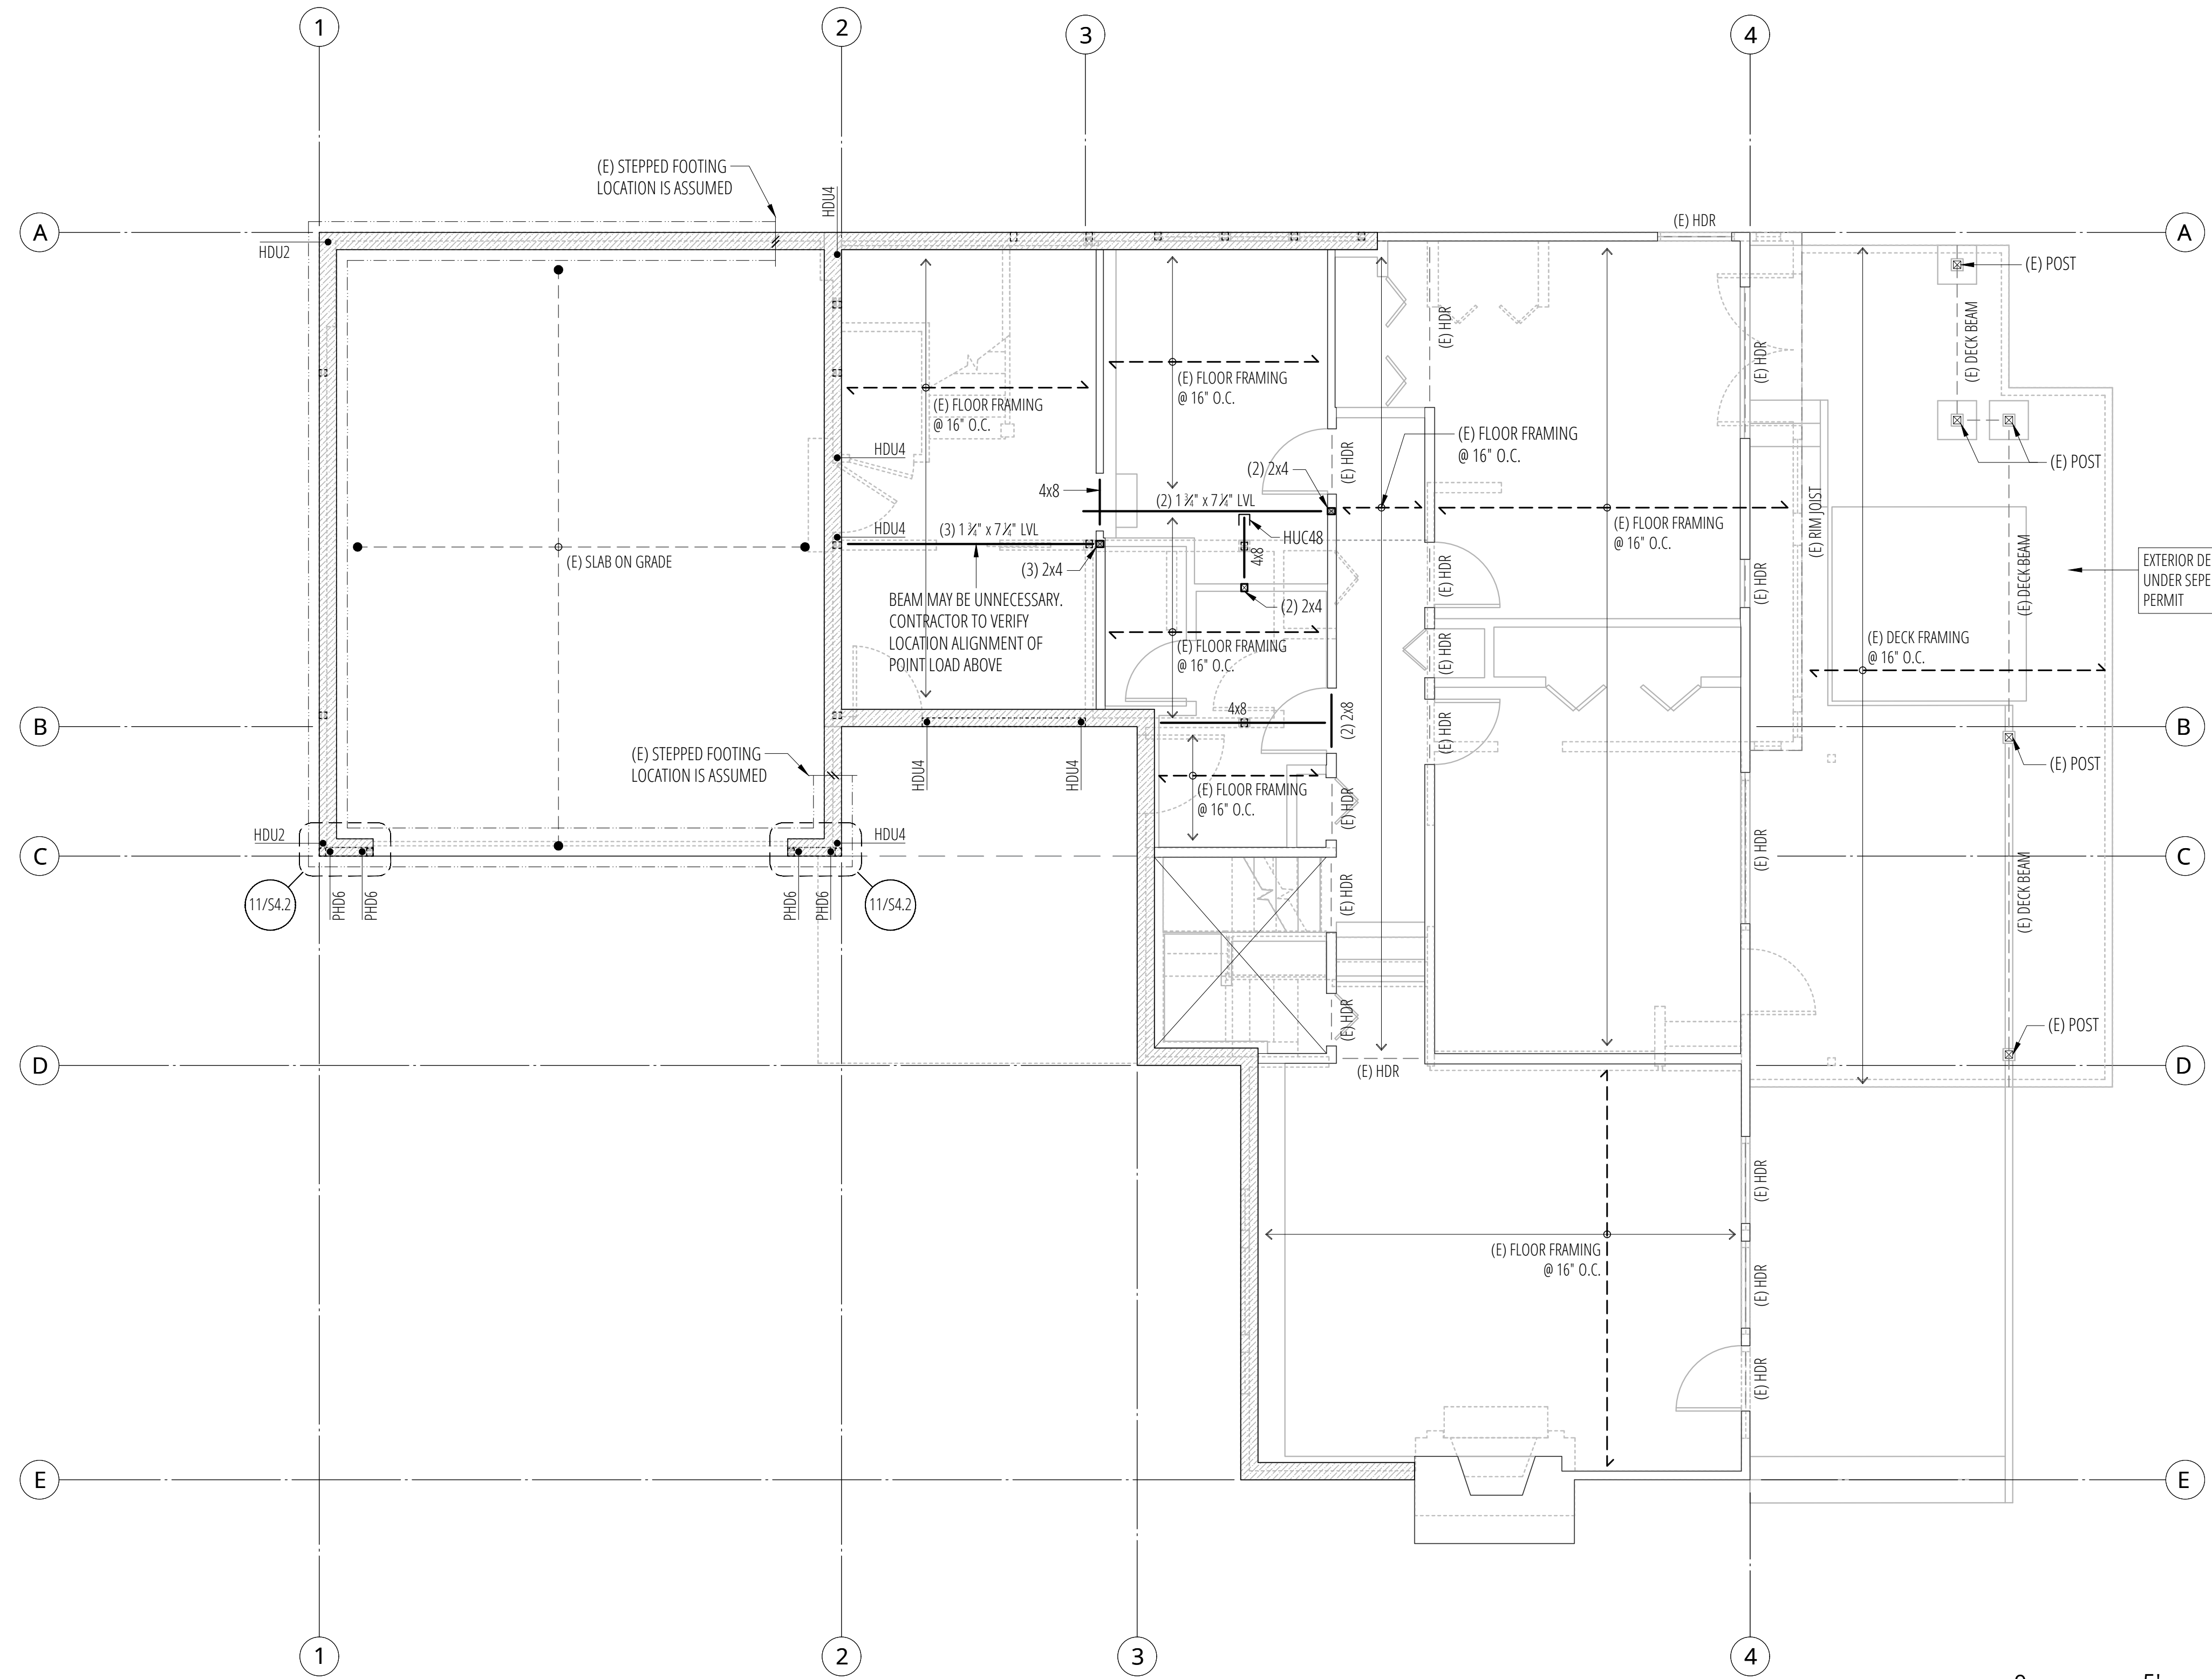 1
2
3
4
(E) STEPPED FOOTING
LOCATION IS ASSUMED
HDU4
(E) HDR
A
A
HDU2
(E) POST
(E) HDR
(E) DECK BEAM
(E) HDR
(E) FLOOR FRAMING
@ 16" O.C.
(E) FLOOR FRAMING
@ 16" O.C.
HDU4
(E) FLOOR FRAMING
@ 16" O.C.
(E) HDR
(2) 2x4
(E) POST
4x8
(2) 1 ¾" x 7 ¼" LVL
(E) RIM JOIST
(E) FLOOR FRAMING
@ 16" O.C.
HDU4
(3) 1 ¾" x 7 ¼" LVL
HUC48
4x8
(E) SLAB ON GRADE
(3) 2x4
(E) HDR
(E) HDR
(E) DECK BEAM
EXTERIOR DE
UNDER SEPE
PERMIT
BEAM MAY BE UNNECESSARY.
CONTRACTOR TO VERIFY
LOCATION ALIGNMENT OF
POINT LOAD ABOVE
(2) 2x4
(E) FLOOR FRAMING
@ 16" O.C.
(E) HDR
(E) DECK FRAMING
@ 16" O.C.
4x8
(2) 2x8
(E) HDR
B
B
(E) STEPPED FOOTING
LOCATION IS ASSUMED
HDU4
HDU4
(E) POST
(E) FLOOR FRAMING
@ 16" O.C.
(E) HDR
HDU2
HDU4
(E) HDR
C
C
(E) HDR
(E) DECK BEAM
11/S4.2
PHD6
PHD6
PHD6
PHD6
11/S4.2
(E) HDR
(E) POST
D
D
(E) HDR
(E) HDR
(E) FLOOR FRAMING
@ 16" O.C.
(E) HDR
(E) HDR
E
E
1
2
3
4